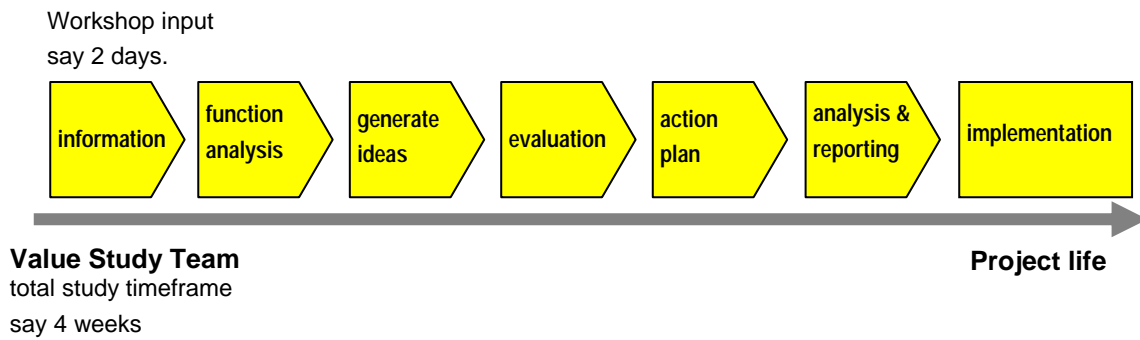 Workshop input
say 2 days.
information
function
analysis
generate
ideas
evaluation
action
plan
analysis &
reporting
implementation
Value Study Team
total study timeframe
say 4 weeks
Project life